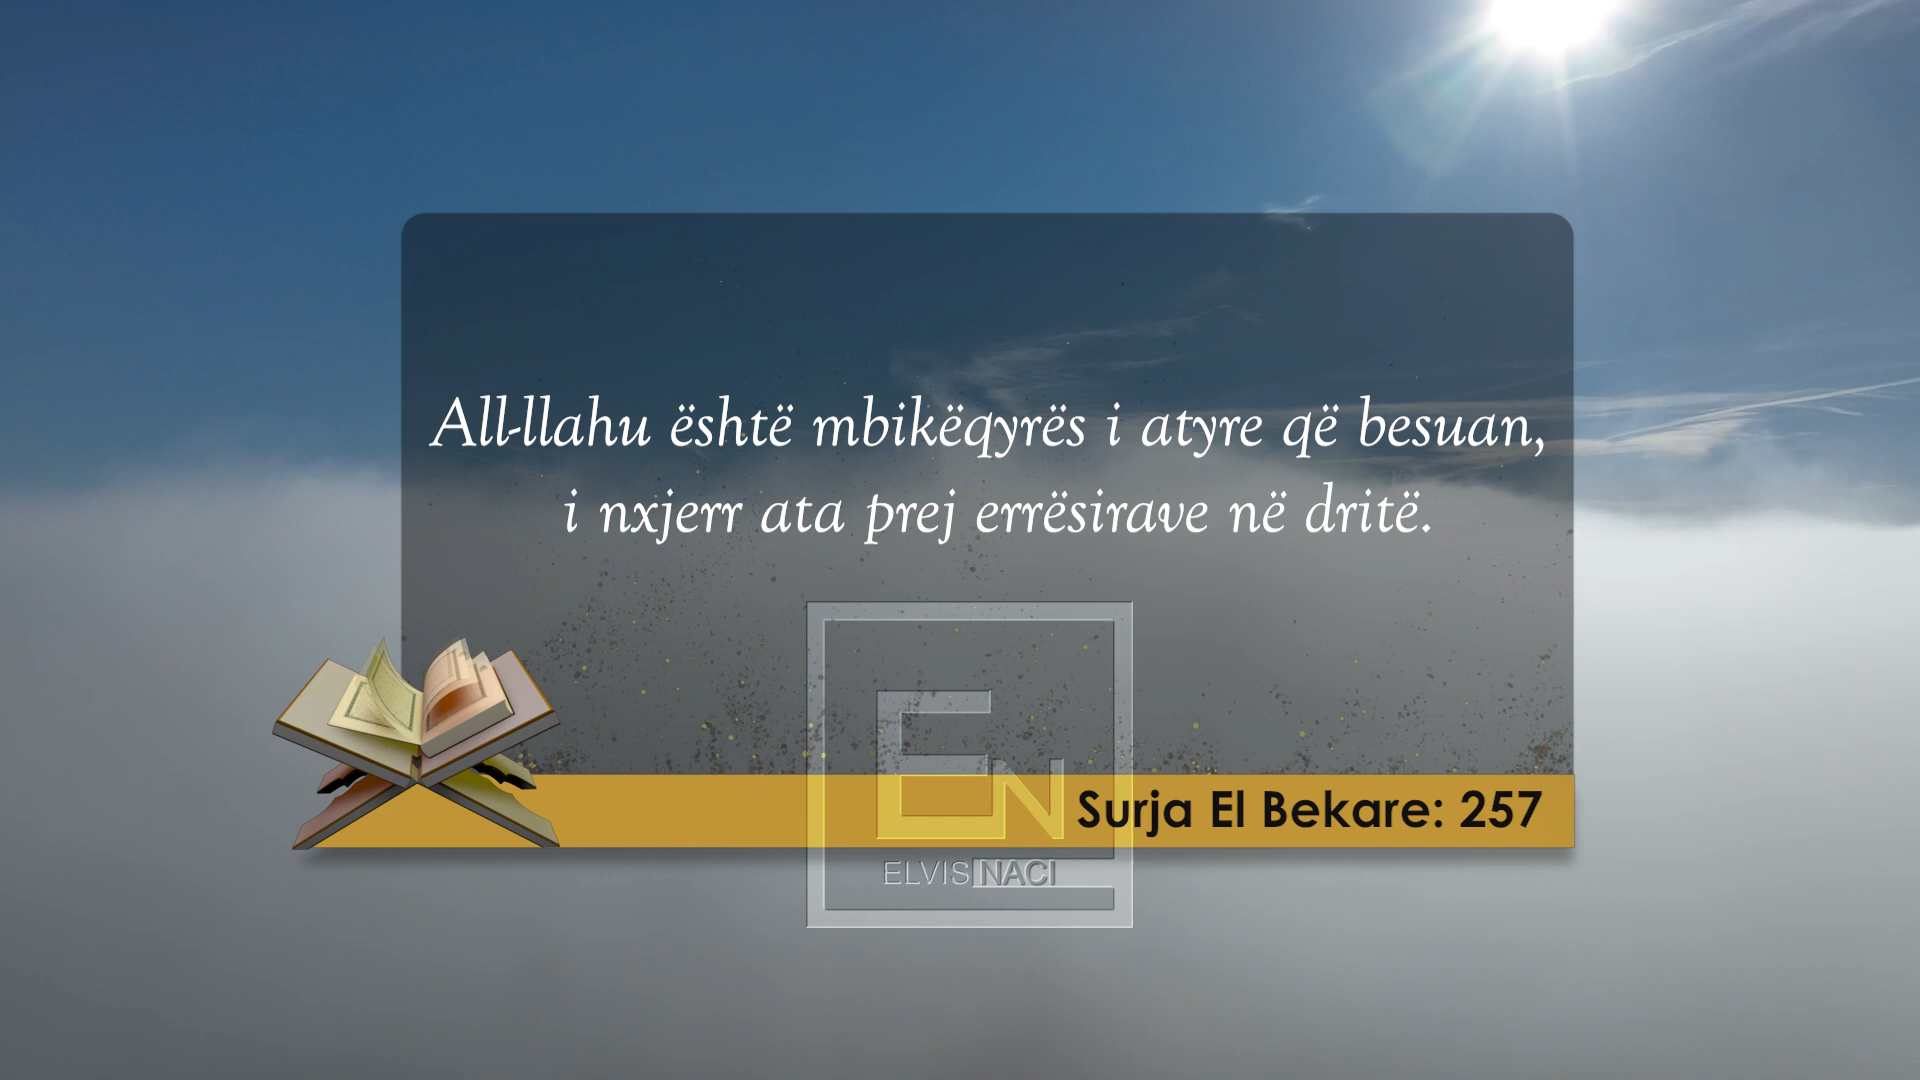 All-llahu është mbikëqyrës i atyre që besuan,
i nxjerr ata prej errësirave në dritë.
Surja El Bekare: 257
EN
ELVIS NACI